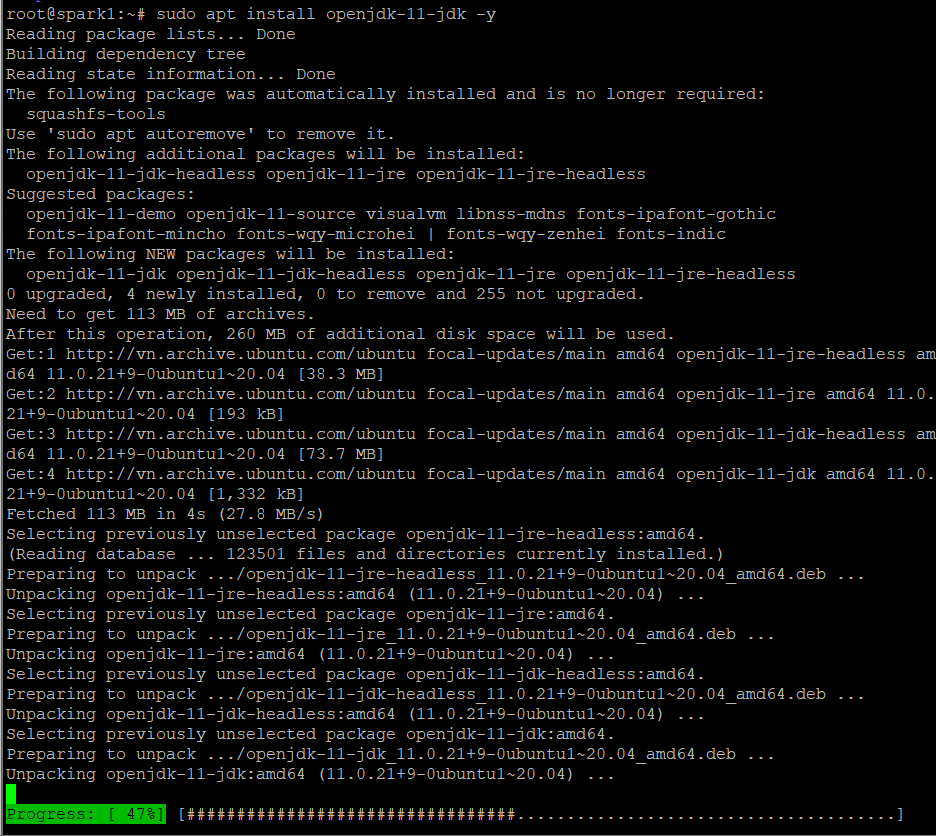 root@spark1:~# sudo apt install openjdk-11-jdk -y
Reading package lists... Done
Building dependency tree
Reading state information... Done
The following package was automatically installed and is no longer required:
  squashfs-tools
Use 'sudo apt autoremove' to remove it.
The following additional packages will be installed:
  openjdk-11-jdk-headless openjdk-11-jre openjdk-11-jre-headless
Suggested packages:
  openjdk-11-demo openjdk-11-source visualvm libnss-mdns fonts-ipafont-gothic
  fonts-ipafont-mincho fonts-wqy-microhei | fonts-wqy-zenhei fonts-indic
The following NEW packages will be installed:
  openjdk-11-jdk openjdk-11-jdk-headless openjdk-11-jre openjdk-11-jre-headless
0 upgraded, 4 newly installed, 0 to remove and 255 not upgraded.
Need to get 113 MB of archives.
After this operation, 260 MB of additional disk space will be used.
Get:1 http://vn.archive.ubuntu.com/ubuntu focal-updates/main amd64 openjdk-11-jre-headless am
d64 11.0.21+9-0ubuntu1~20.04 [38.3 MB]
Get:2 http://vn.archive.ubuntu.com/ubuntu focal-updates/main amd64 openjdk-11-jre amd64 11.0.
21+9-0ubuntu1~20.04 [193 kB]
Get:3 http://vn.archive.ubuntu.com/ubuntu focal-updates/main amd64 openjdk-11-jdk-headless am
d64 11.0.21+9-0ubuntu1~20.04 [73.7 MB]
Get:4 http://vn.archive.ubuntu.com/ubuntu focal-updates/main amd64 openjdk-11-jdk amd64 11.0.
21+9-0ubuntu1~20.04 [1,332 kB]
Fetched 113 MB in 4s (27.8 MB/s)
Selecting previously unselected package openjdk-11-jre-headless:amd64.
(Reading database ... 123501 files and directories currently installed.)
Preparing to unpack .../openjdk-11-jre-headless_11.0.21+9-0ubuntu1~20.04_amd64.deb ...
Unpacking openjdk-11-jre-headless:amd64 (11.0.21+9-0ubuntu1~20.04) ...
Selecting previously unselected package openjdk-11-jre:amd64.
Preparing to unpack .../openjdk-11-jre_11.0.21+9-0ubuntu1~20.04_amd64.deb ...
Unpacking openjdk-11-jre:amd64 (11.0.21+9-0ubuntu1~20.04) ...
Selecting previously unselected package openjdk-11-jdk-headless:amd64.
Preparing to unpack .../openjdk-11-jdk-headless_11.0.21+9-0ubuntu1~20.04_amd64.deb ...
Unpacking openjdk-11-jdk-headless:amd64 (11.0.21+9-0ubuntu1~20.04) ...
Selecting previously unselected package openjdk-11-jdk:amd64.
Preparing to unpack .../openjdk-11-jdk_11.0.21+9-0ubuntu1~20.04_amd64.deb ...
Unpacking openjdk-11-jdk:amd64 (11.0.21+9-0ubuntu1~20.04) ...
Progress: [ 47%] [#################################......................................]